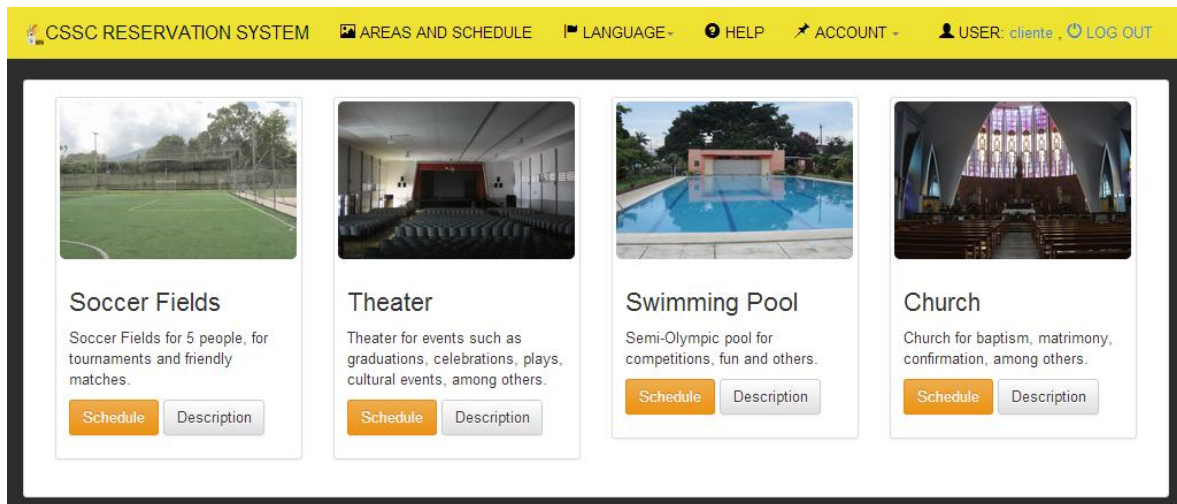 CSSC RESERVATION SYSTEM AREAS AND SCHEDULE LANGUAGE HELP ACCOUNT USER: cliente , LOG OUT
Soccer Fields
Soccer Fields for 5 people, for
tournaments and friendly
matches.
Schedule Description
Theater
Theater for events such as
graduations, celebrations, plays,
cultural events, among others.
Schedule Description
Swimming Pool
Semi-Olympic pool for
competitions, fun and others.
Schedule Description
Church
Church for baptism, matrimony,
confirmation, among others.
Schedule Description